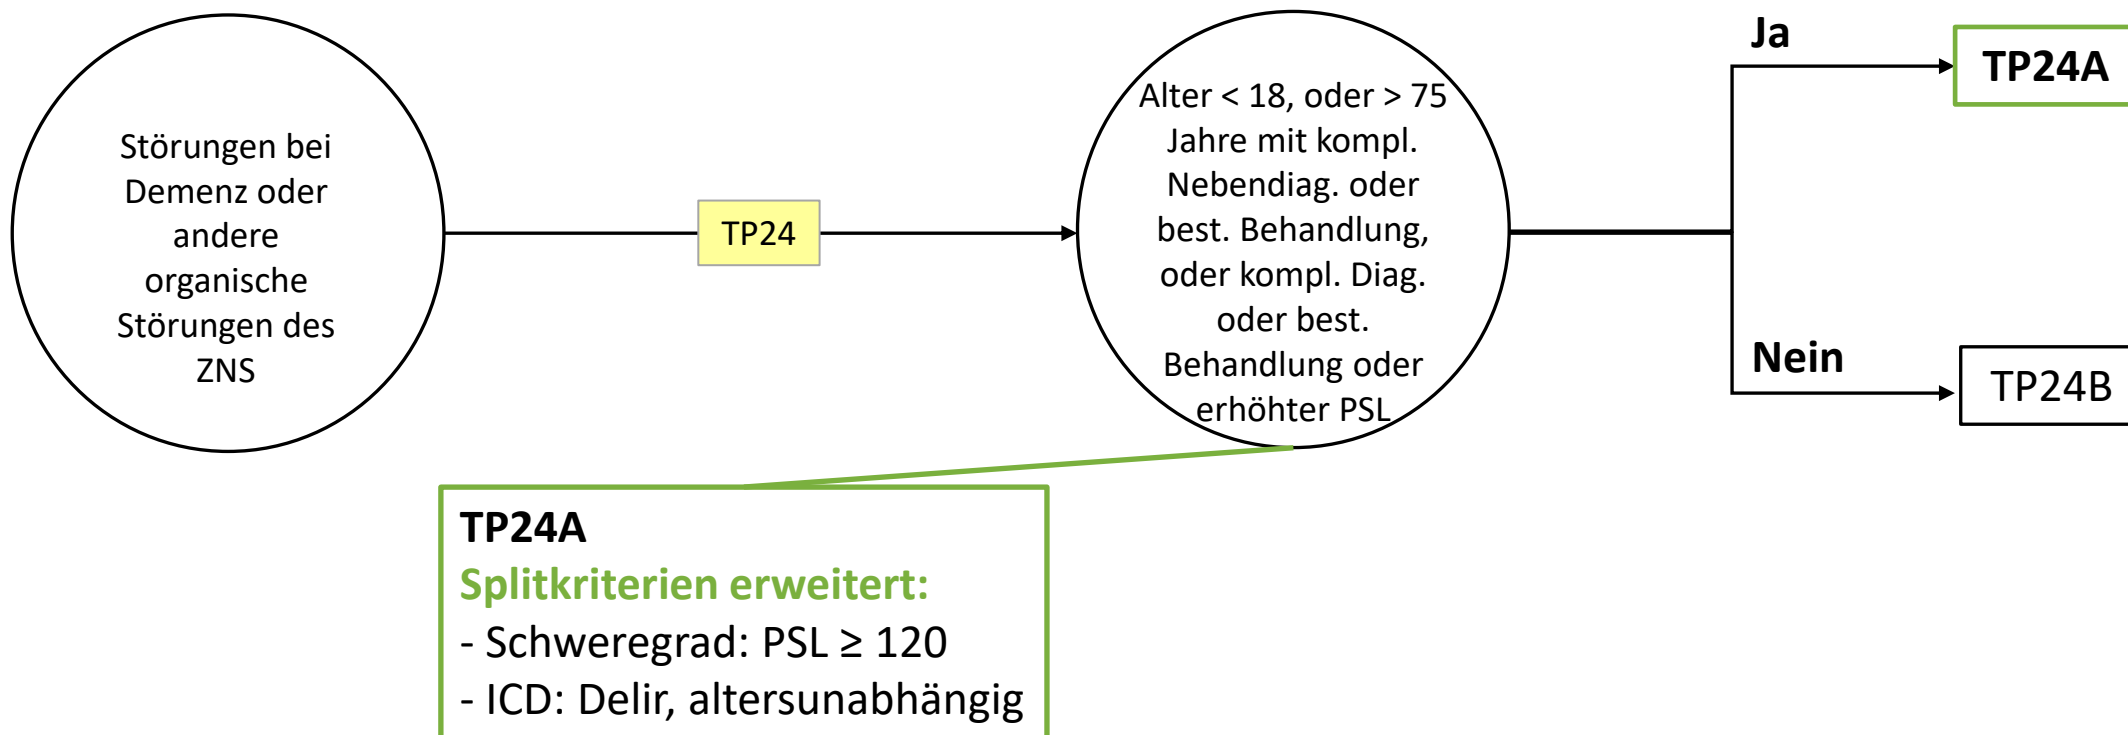 Störungen bei
Demenz oder
andere
organische
Störungen des
ZNS
TP24
Alter < 18, oder > 75
Jahre mit kompl.
Nebendiag. oder
best. Behandlung,
oder kompl. Diag.
oder best.
Behandlung oder
erhöhter PSL
Ja
TP24A
Nein
TP24B
TP24A
Splitkriterien erweitert:
- Schweregrad: PSL ≥ 120
- ICD: Delir, altersunabhängig